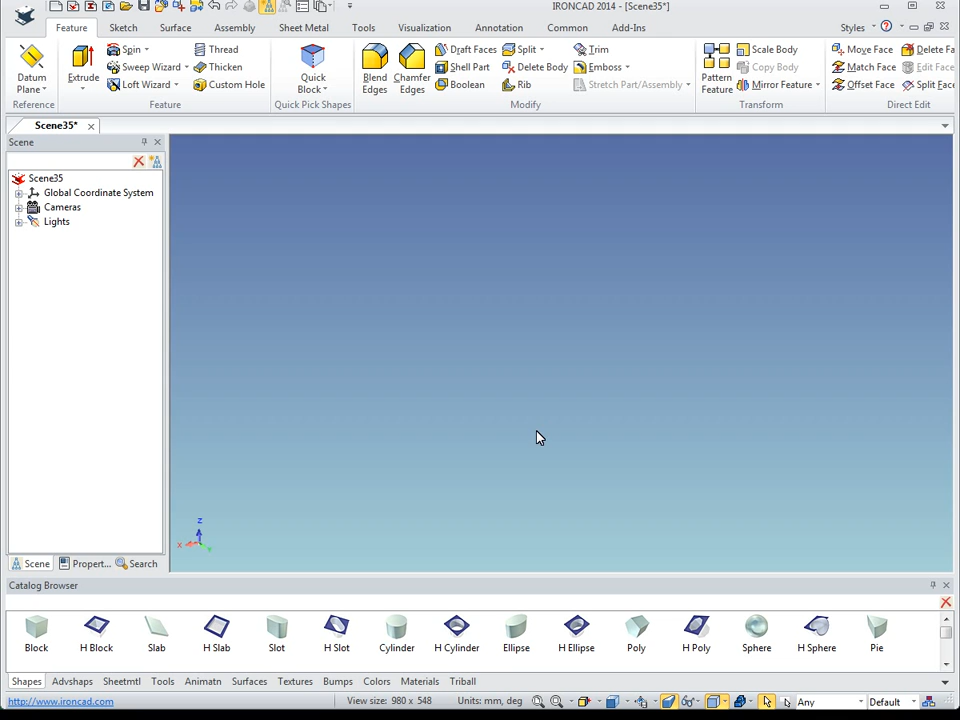 IRONCAD 2014 - [Scene35*]
Feature Sketch Surface Assembly Sheet Metal Tools Visualization Annotation Common Add-Ins Styles
Spin Thread Draft Faces Split Trim Scale Body Move Face Delete Fa
Datum Plane Extrude Sweep Wizard Thicken Quick Block Blend Edges Chamfer Edges Shell Part Delete Body Emboss Pattern Feature Copy Body Match Face Edit Face
Loft Wizard Custom Hole Boolean Rib Stretch Part/Assembly Mirror Feature Offset Face Split Face
Reference Feature Quick Pick Shapes Modify Transform Direct Edit
Scene35*
Scene
Scene35
Global Coordinate System
Cameras
Lights
Z
X
Y
Scene Propert... Search
Catalog Browser
Block H Block Slab H Slab Slot H Slot Cylinder H Cylinder Ellipse H Ellipse Poly H Poly Sphere H Sphere Pie
Shapes Advshaps Sheetmtl Tools Animatn Surfaces Textures Bumps Colors Materials Triball
http://www.ironcad.com View size: 980 x 548 Units: mm, deg Any Default